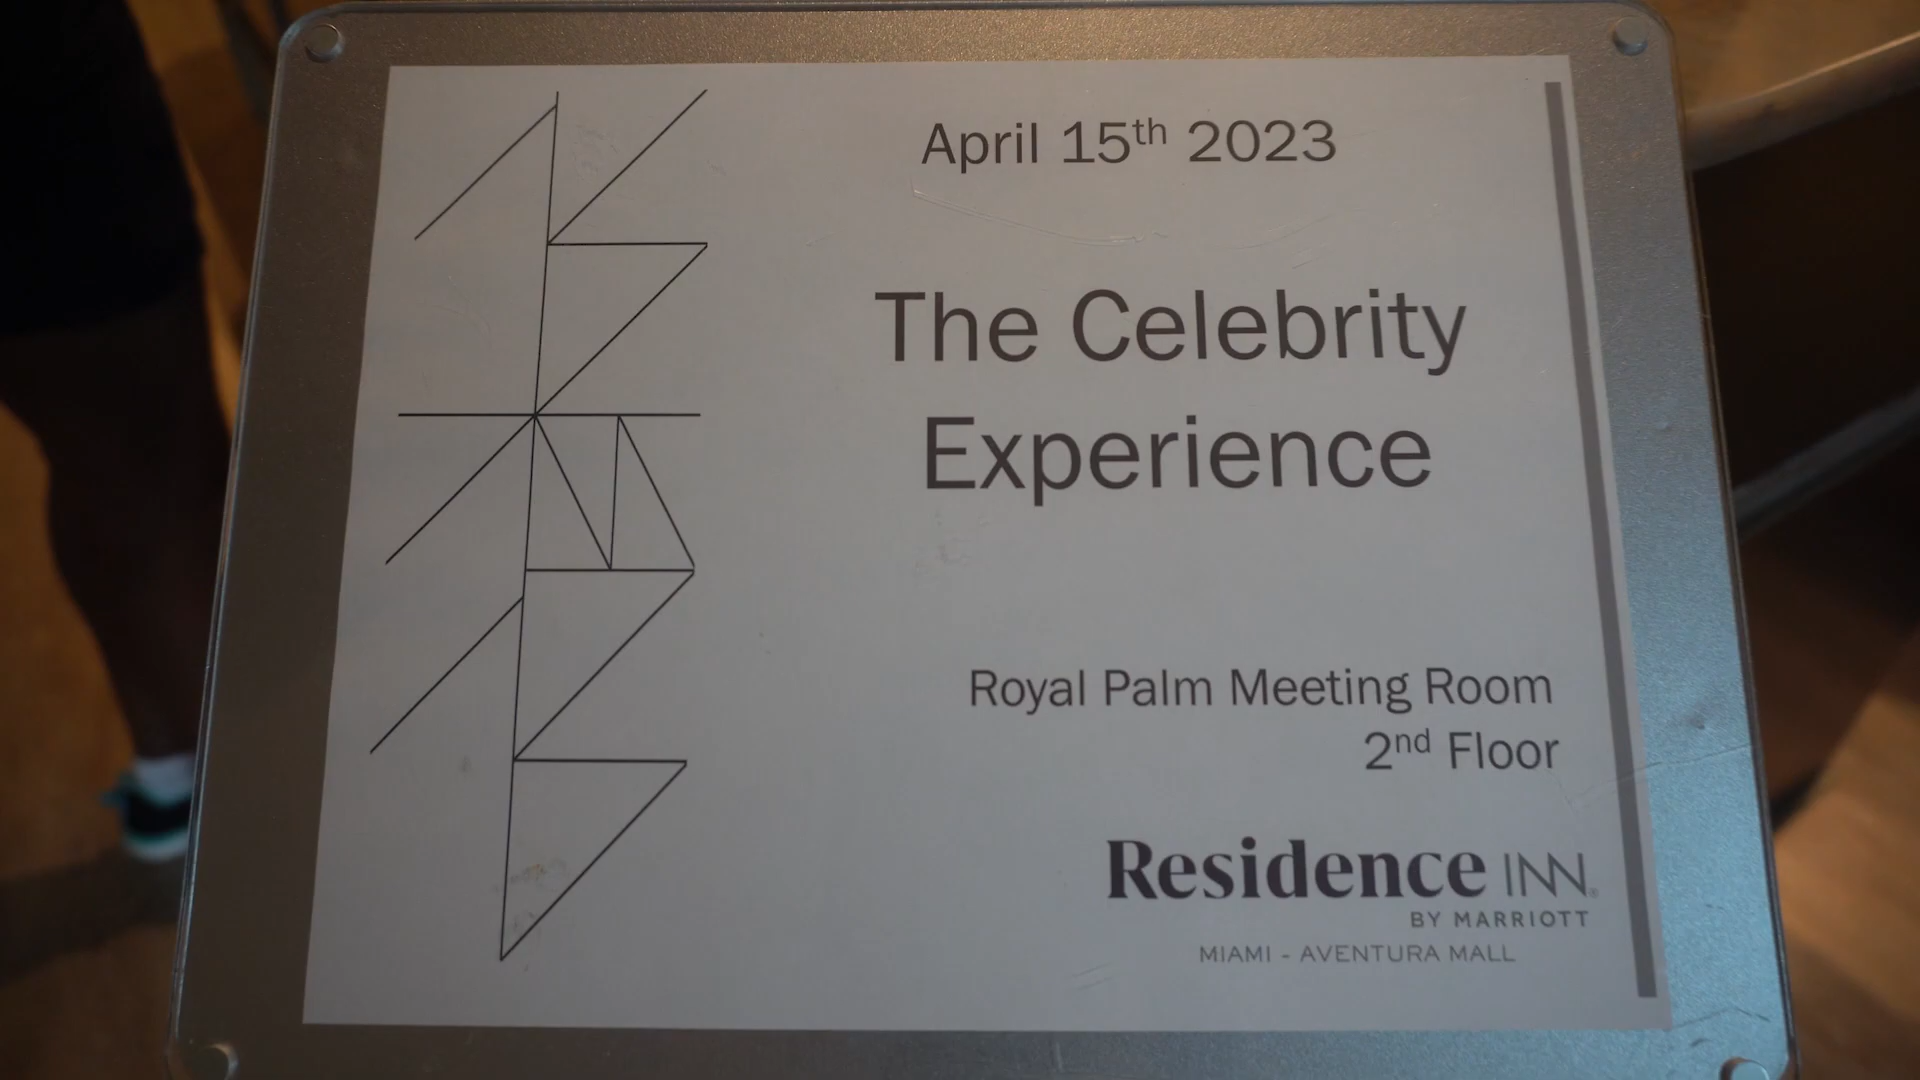 April 15th 2023
The Celebrity
Experience
Royal Palm Meeting Room
2nd Floor
Residence INN®
BY MARRIOTT
MIAMI - AVENTURA MALL